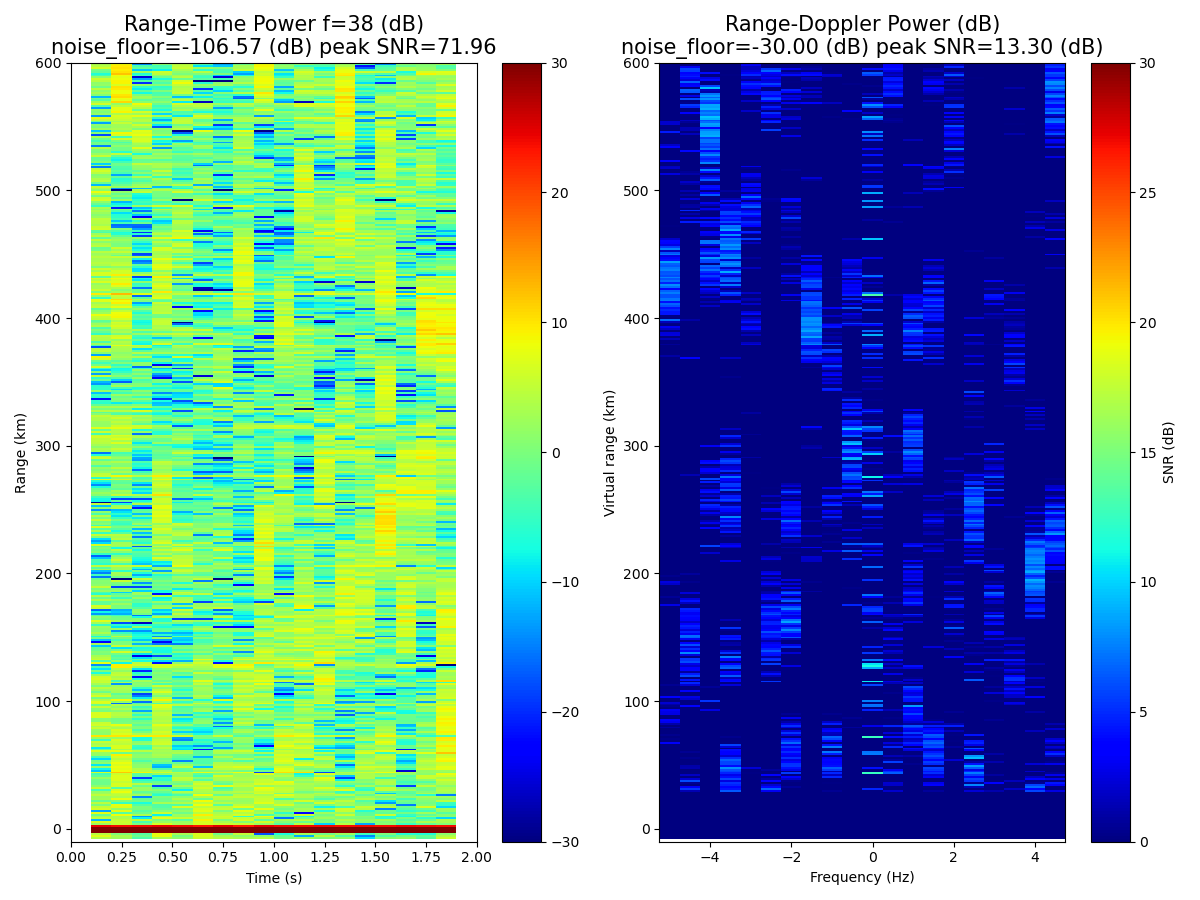 Range-Time Power f=38 (dB)
noise_floor=-106.57 (dB) peak SNR=71.96
Range (km)
600
500
400
300
200
100
0
0.00 0.25 0.50 0.75 1.00 1.25 1.50 1.75 2.00
Time (s)
30
20
10
0
−10
−20
−30
Range-Doppler Power (dB)
noise_floor=-30.00 (dB) peak SNR=13.30 (dB)
Virtual range (km)
600
500
400
300
200
100
0
−4 −2 0 2 4
Frequency (Hz)
30
25
20
15
10
5
0
SNR (dB)